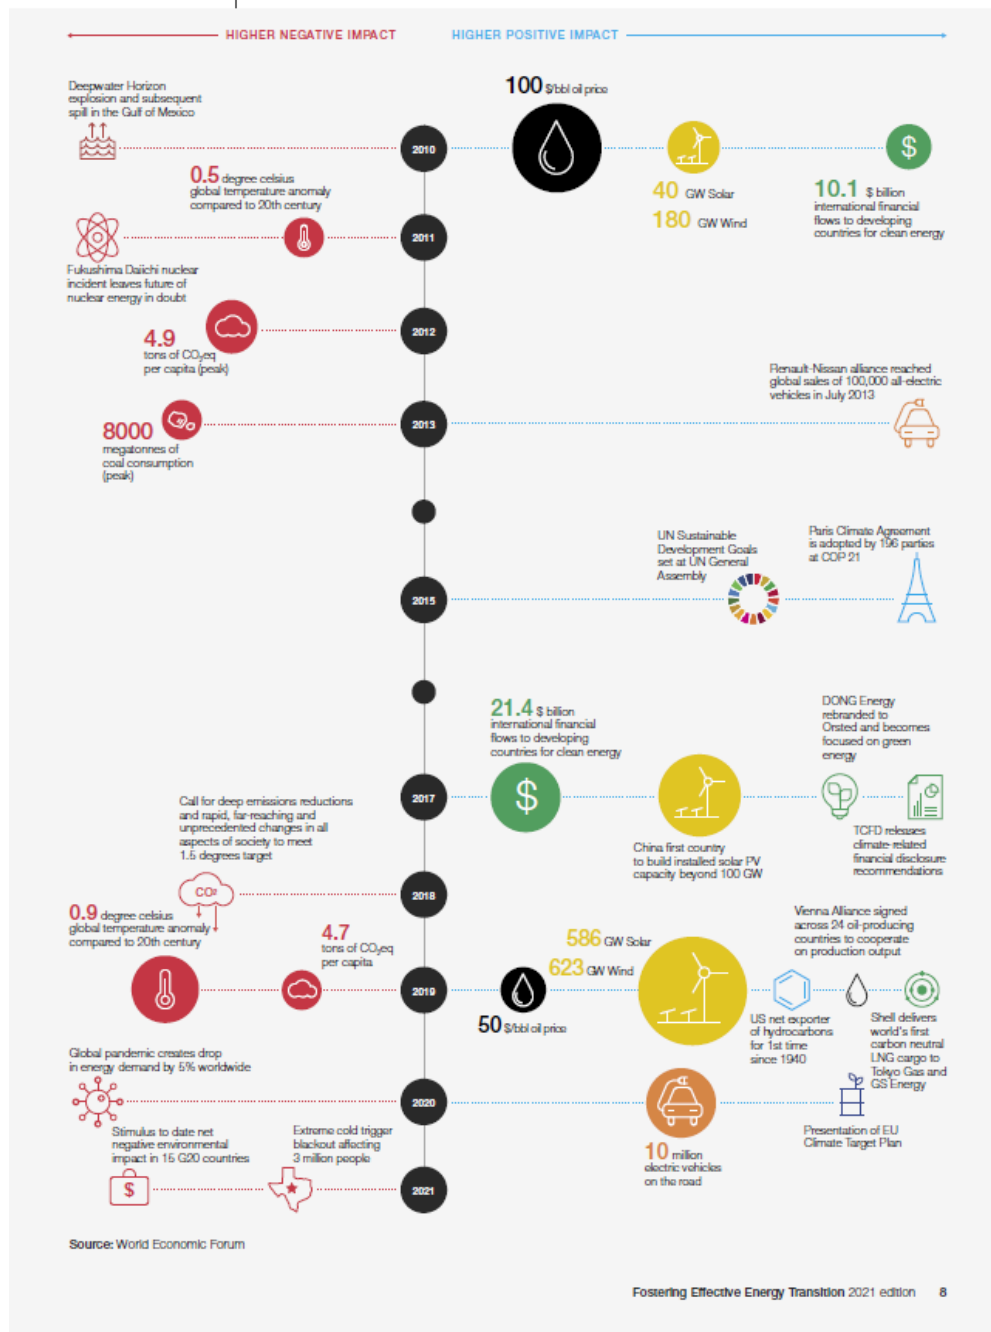 HIGHER NEGATIVE IMPACT
HIGHER POSITIVE IMPACT
Deepwater Horizon
explosion and subsequent
spill in the Gulf of Mexico
2010
100 $/bbl oil price
40 GW Solar
180 GW Wind
$
10.1 $ billion
international financial
flows to developing
countries for clean energy
0.5 degree celsius
global temperature anomaly
compared to 20th century
2011
Fukushima Daiichi nuclear
incident leaves future of
nuclear energy in doubt
2012
4.9
tons of CO₂eq
per capita (peak)
Renault-Nissan alliance reached
global sales of 100,000 all-electric
vehicles in July 2013
2013
8000
megatonnes of
coal consumption
(peak)
UN Sustainable
Development Goals
set at UN General
Assembly
Paris Climate Agreement
is adopted by 196 parties
at COP 21
2015
21.4 $ billion
international financial
flows to developing
countries for clean energy
DONG Energy
rebranded to
Orsted and becomes
focused on green
energy
2017
$
China first country
to build installed solar PV
capacity beyond 100 GW
TCFD releases
climate-related
financial disclosure
recommendations
Call for deep emissions reductions
and rapid, far-reaching and
unprecedented changes in all
aspects of society to meet
1.5 degrees target
CO²
2018
0.9 degree celsius
global temperature anomaly
compared to 20th century
4.7
tons of CO₂eq
per capita
2019
586 GW Solar
623 GW Wind
50 $/bbl oil price
Vienna Alliance signed
across 24 oil-producing
countries to cooperate
on production output
US net exporter
of hydrocarbons
for 1st time
since 1940
Shell delivers
world's first
carbon neutral
LNG cargo to
Tokyo Gas and
GS Energy
Global pandemic creates drop
in energy demand by 5% worldwide
2020
10 million
electric vehicles
on the road
Presentation of EU
Climate Target Plan
Stimulus to date net
negative environmental
impact in 15 G20 countries
$
Extreme cold trigger
blackout affecting
3 million people
2021
Source: World Economic Forum
Fostering Effective Energy Transition 2021 edition 8